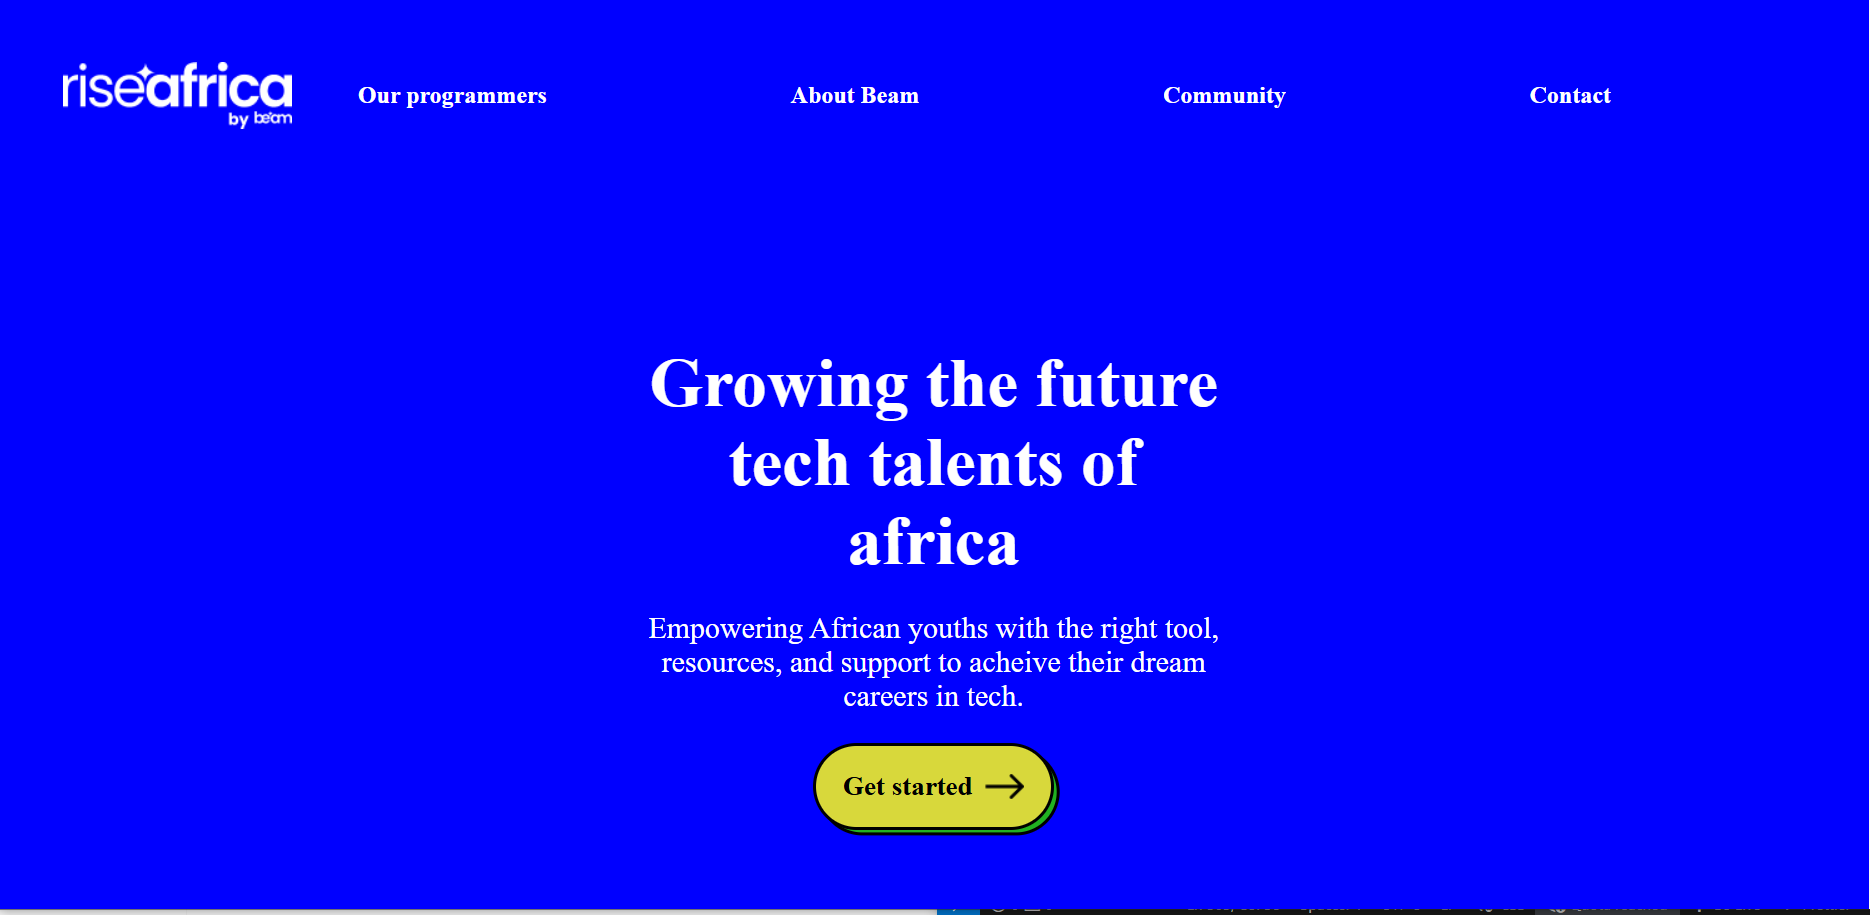 riseafrica
by beam
Our programmers
About Beam
Community
Contact
Growing the future
tech talents of
africa
Empowering African youths with the right tool,
resources, and support to acheive their dream
careers in tech.
Get started